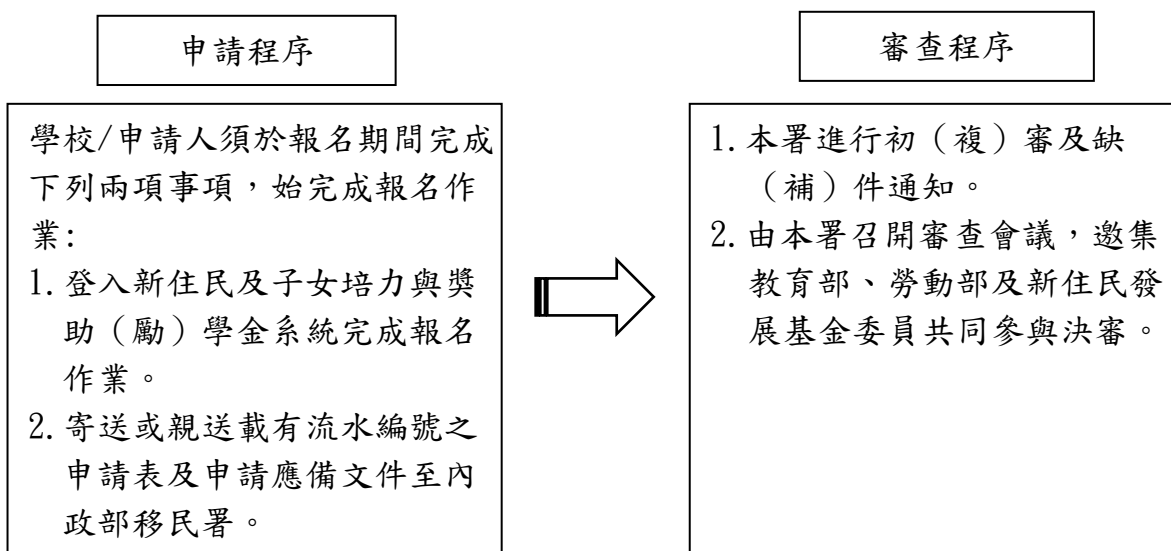 申請程序
學校/申請人須於報名期間完成
下列兩項事項，始完成報名作
業:
1.登入新住民及子女培力與獎
助（勵）學金系統完成報名
作業。
2.寄送或親送載有流水編號之
申請表及申請應備文件至內
政部移民署。
審查程序
1.本署進行初（複）審及缺
（補）件通知。
2.由本署召開審查會議，邀集
教育部、勞動部及新住民發
展基金委員共同參與決審。